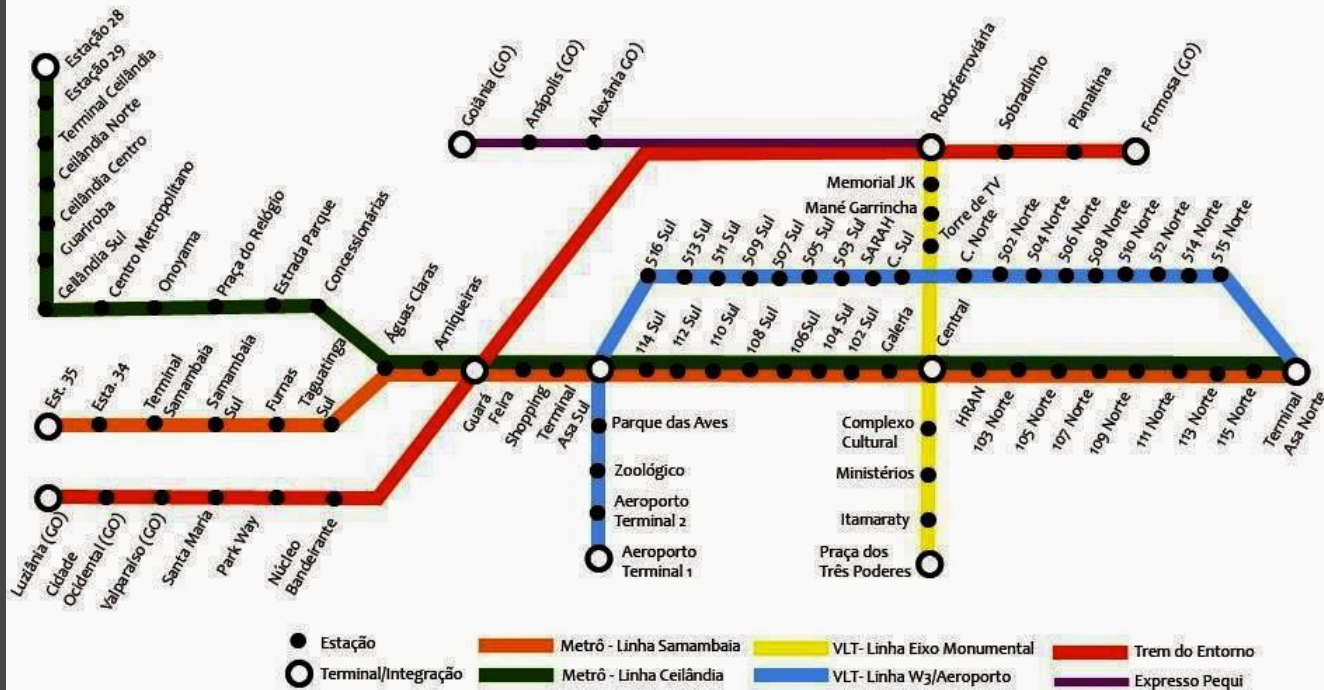 Estação 28
Estação 29
Terminal Ceilândia
Ceilândia Norte
Ceilândia Centro
Guariroba
Ceilândia Sul
Centro Metropolitano
Onoyama
Praça do Relógio
Estrada Parque
Concessionárias
Águas Claras
Arniqueiras
Est. 35
Esta. 34
Terminal
Samambaia
Samambaia
Sul
Furnas
Taguatinga
Sul
Luziânia (GO)
Cidade
Ocidental (GO)
Valparaíso (GO)
Santa Maria
Park Way
Núcleo
Bandeirante
Goiânia (GO)
Anápolis (GO)
Alexânia GO)
Rodoferroviária
Sobradinho
Planaltina
Formosa (GO)
Memorial JK
Mané Garrincha
Torre de TV
516 Sul
513 Sul
511 Sul
509 Sul
507 Sul
505 Sul
503 Sul
SARAH
C. Sul
C. Norte
502 Norte
504 Norte
506 Norte
508 Norte
510 Norte
512 Norte
514 Norte
515 Norte
Guará
Feira
Shopping
Terminal
Asa Sul
114 Sul
112 Sul
110 Sul
108 Sul
106Sul
104 Sul
102 Sul
Galeria
Central
HRAN
103 Norte
105 Norte
107 Norte
109 Norte
111 Norte
113 Norte
115 Norte
Terminal
Asa Norte
Parque das Aves
Zoológico
Aeroporto
Terminal 2
Aeroporto
Terminal 1
Complexo
Cultural
Ministérios
Itamaraty
Praça dos
Três Poderes
Estação
Terminal/Integração
Metrô - Linha Samambaia
Metrô - Linha Ceilândia
VLT- Linha Eixo Monumental
VLT- Linha W3/Aeroporto
Trem do Entorno
Expresso Pequi